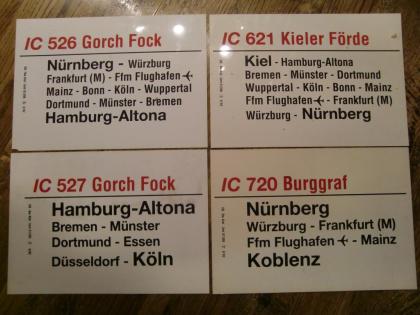 IC 526 Gorch Fock
Nürnberg - Würzburg
Frankfurt (M) - Ffm Flughafen
Mainz - Bonn - Köln - Wuppertal
Dortmund - Münster - Bremen
Hamburg-Altona
IC 621 Kieler Förde
Kiel - Hamburg-Altona
Bremen - Münster - Dortmund
Wuppertal - Köln - Bonn - Mainz
Ffm Flughafen - Frankfurt (M)
Würzburg - Nürnberg
IC 527 Gorch Fock
Hamburg-Altona
Bremen - Münster
Dortmund - Essen
Düsseldorf - Köln
IC 720 Burggraf
Nürnberg
Würzburg - Frankfurt (M)
Ffm Flughafen - Mainz
Koblenz